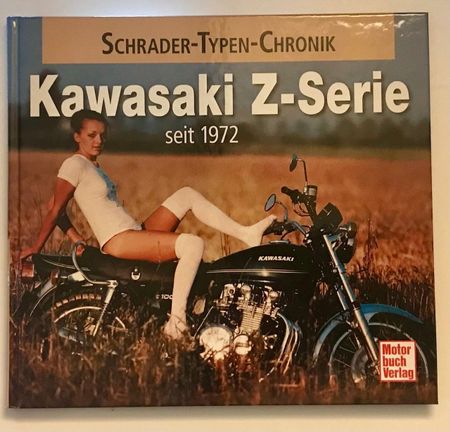 SCHRADER-TYPEN-CHRONIK
Kawasaki Z-Serie
seit 1972
KAWASAKI
Motor
buch
Verlag